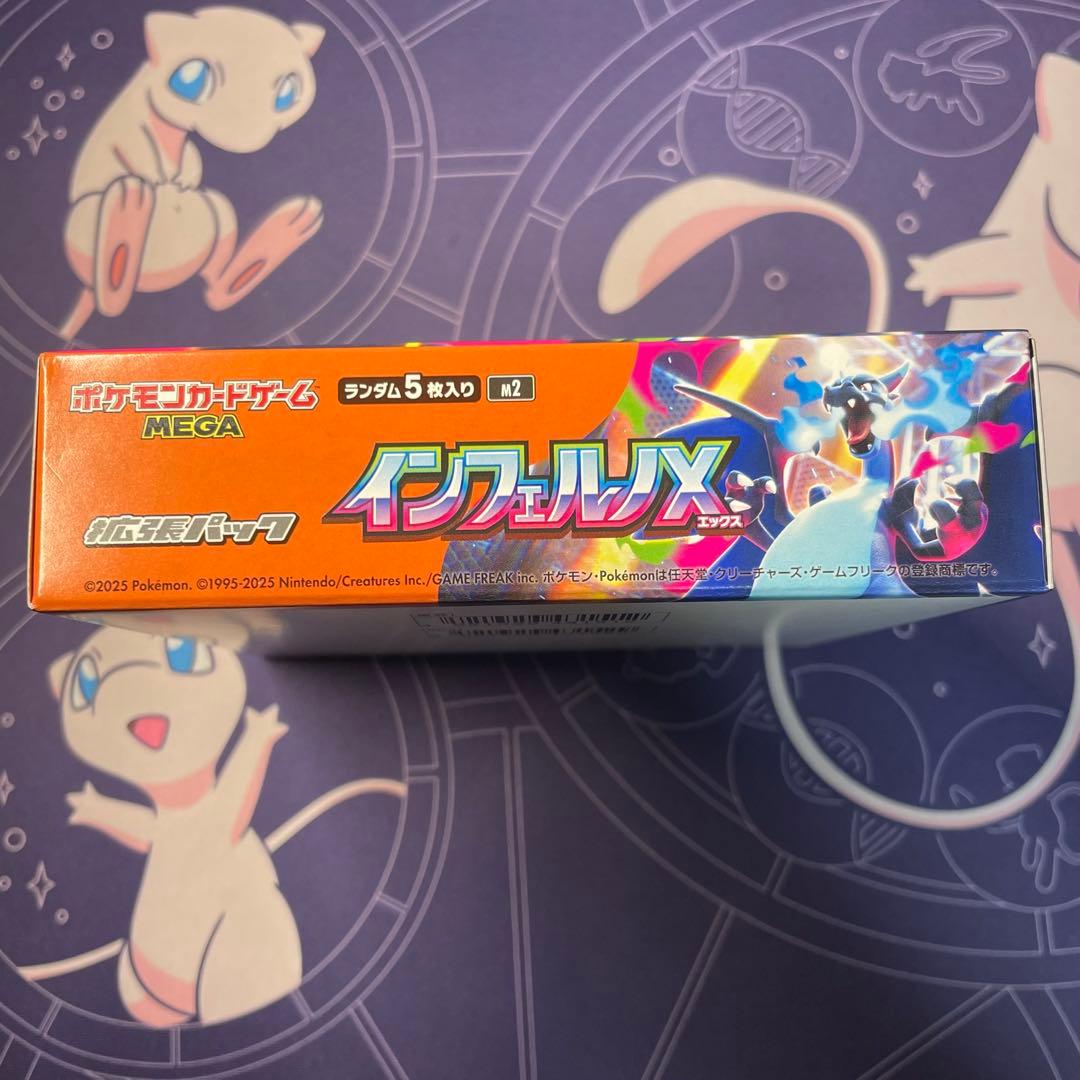 ポケモンカードゲーム
MEGA
ランダム5枚入り M2
インフェルノX
エックス
拡張パック
©2025 Pokémon. ©1995-2025 Nintendo/Creatures Inc./GAME FREAK inc. ポケモン・Pokémonは任天堂・クリーチャーズ・ゲームフリークの登録商標です。